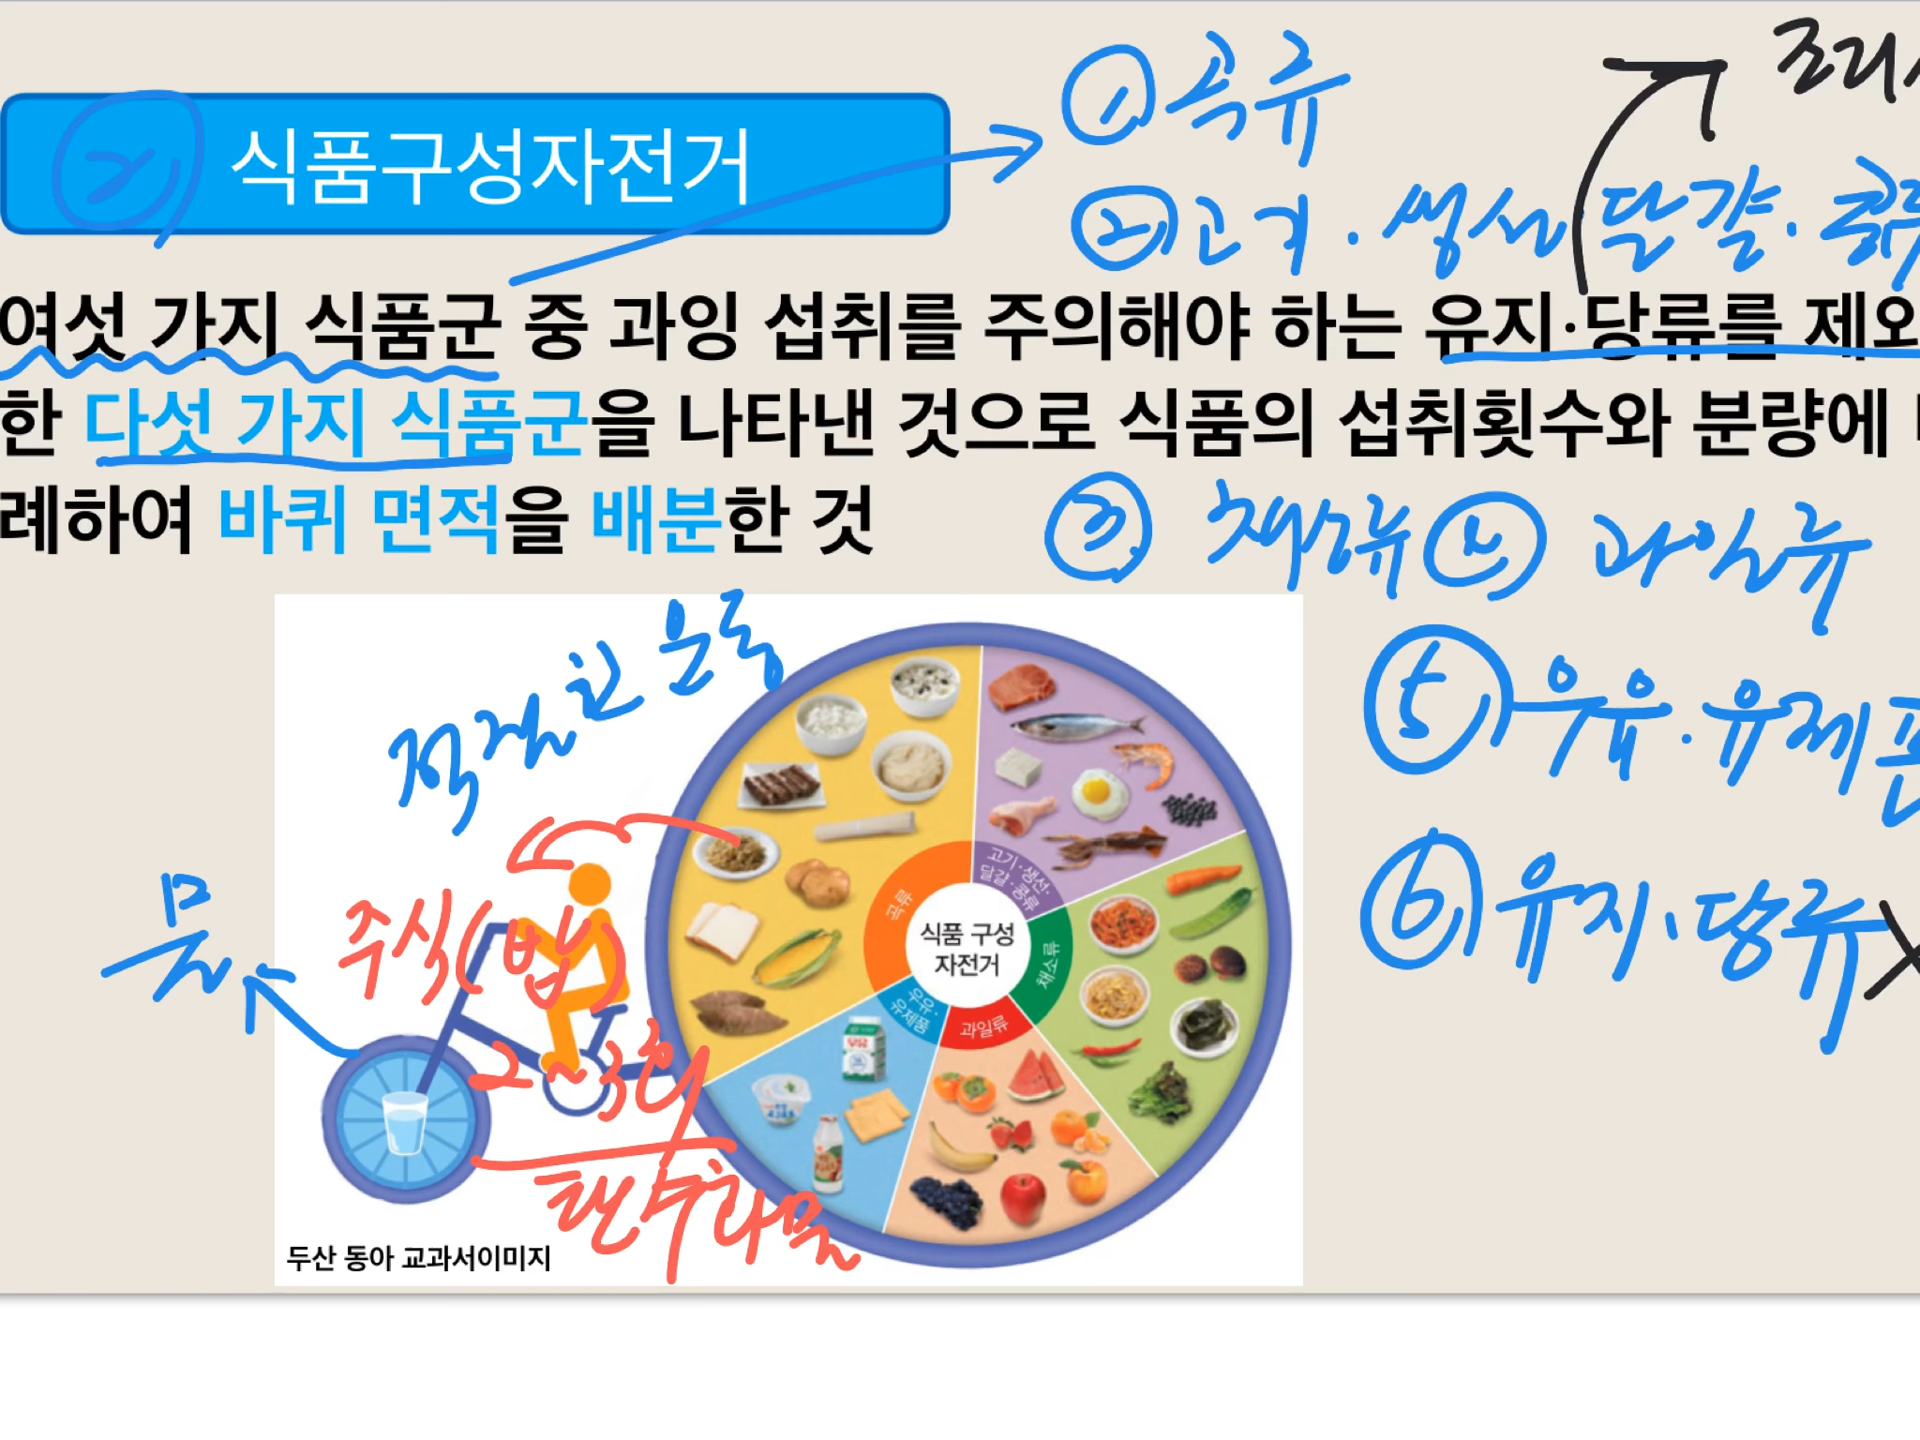 ① 곡류
조리
② 식품구성자전거
② 고기·생선 달걀·콩류
여섯 가지 식품군 중 과잉 섭취를 주의해야 하는 유지·당류를 제외
한 다섯 가지 식품군을 나타낸 것으로 식품의 섭취횟수와 분량에
례하여 바퀴 면적을 배분한 것
③ 채소류 ④ 과일류
적절한 운동
⑤ 우유·유제품
⑥ 유지·당류
물
주식(밥)
2~3회
탄수화물
곡류
고기·생선·
달걀·콩류
식품 구성
자전거
채소류
우유·
유제품
과일류
두산 동아 교과서이미지